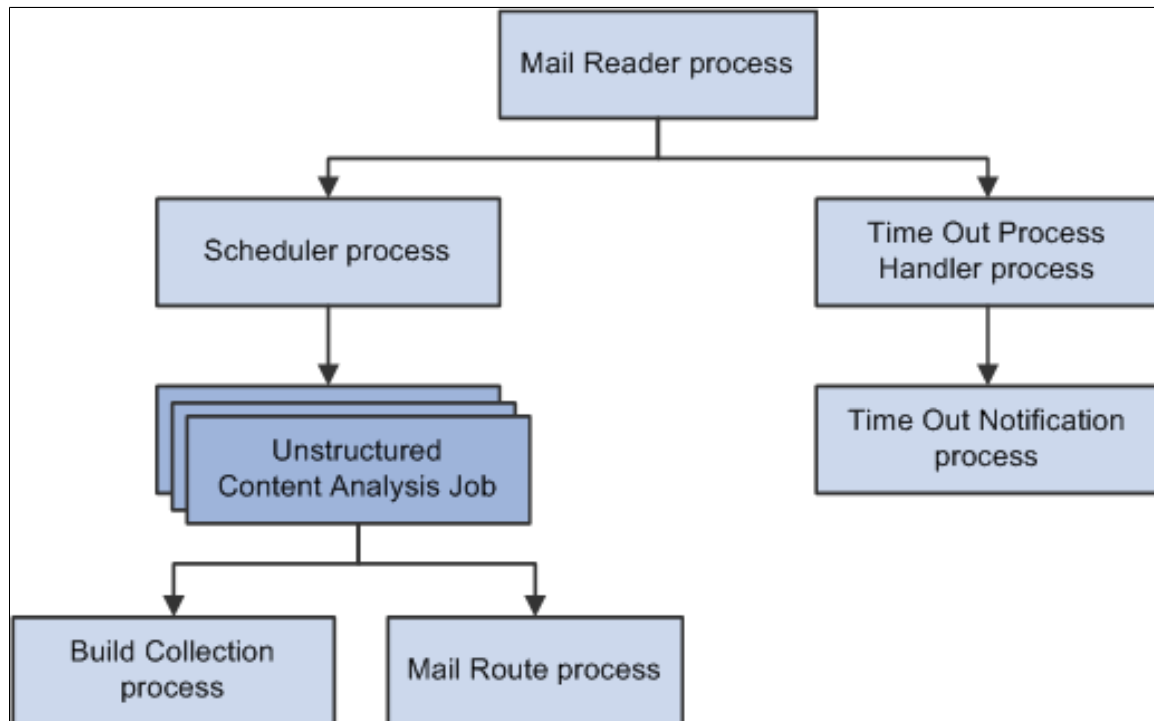 Mail Reader process
Scheduler process
Time Out Process
Handler process
Unstructured
Content Analysis Job
Time Out Notification
process
Build Collection
process
Mail Route process